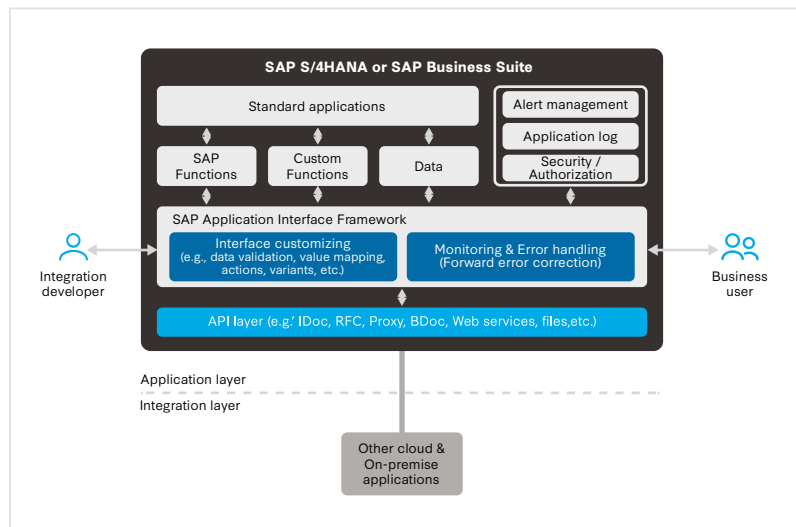 SAP S/4HANA or SAP Business Suite
Standard applications
Alert management
Application log
Security /
Authorization
SAP
Functions
Custom
Functions
Data
SAP Application Interface Framework
Interface customizing
(e.g., data validation, value mapping,
actions, variants, etc.)
Monitoring & Error handling
(Forward error correction)
Integration
developer
Business
user
API layer (e.g.' IDoc, RFC, Proxy, BDoc, Web services, files,etc.)
Application layer
Integration layer
Other cloud &
On-premise
applications